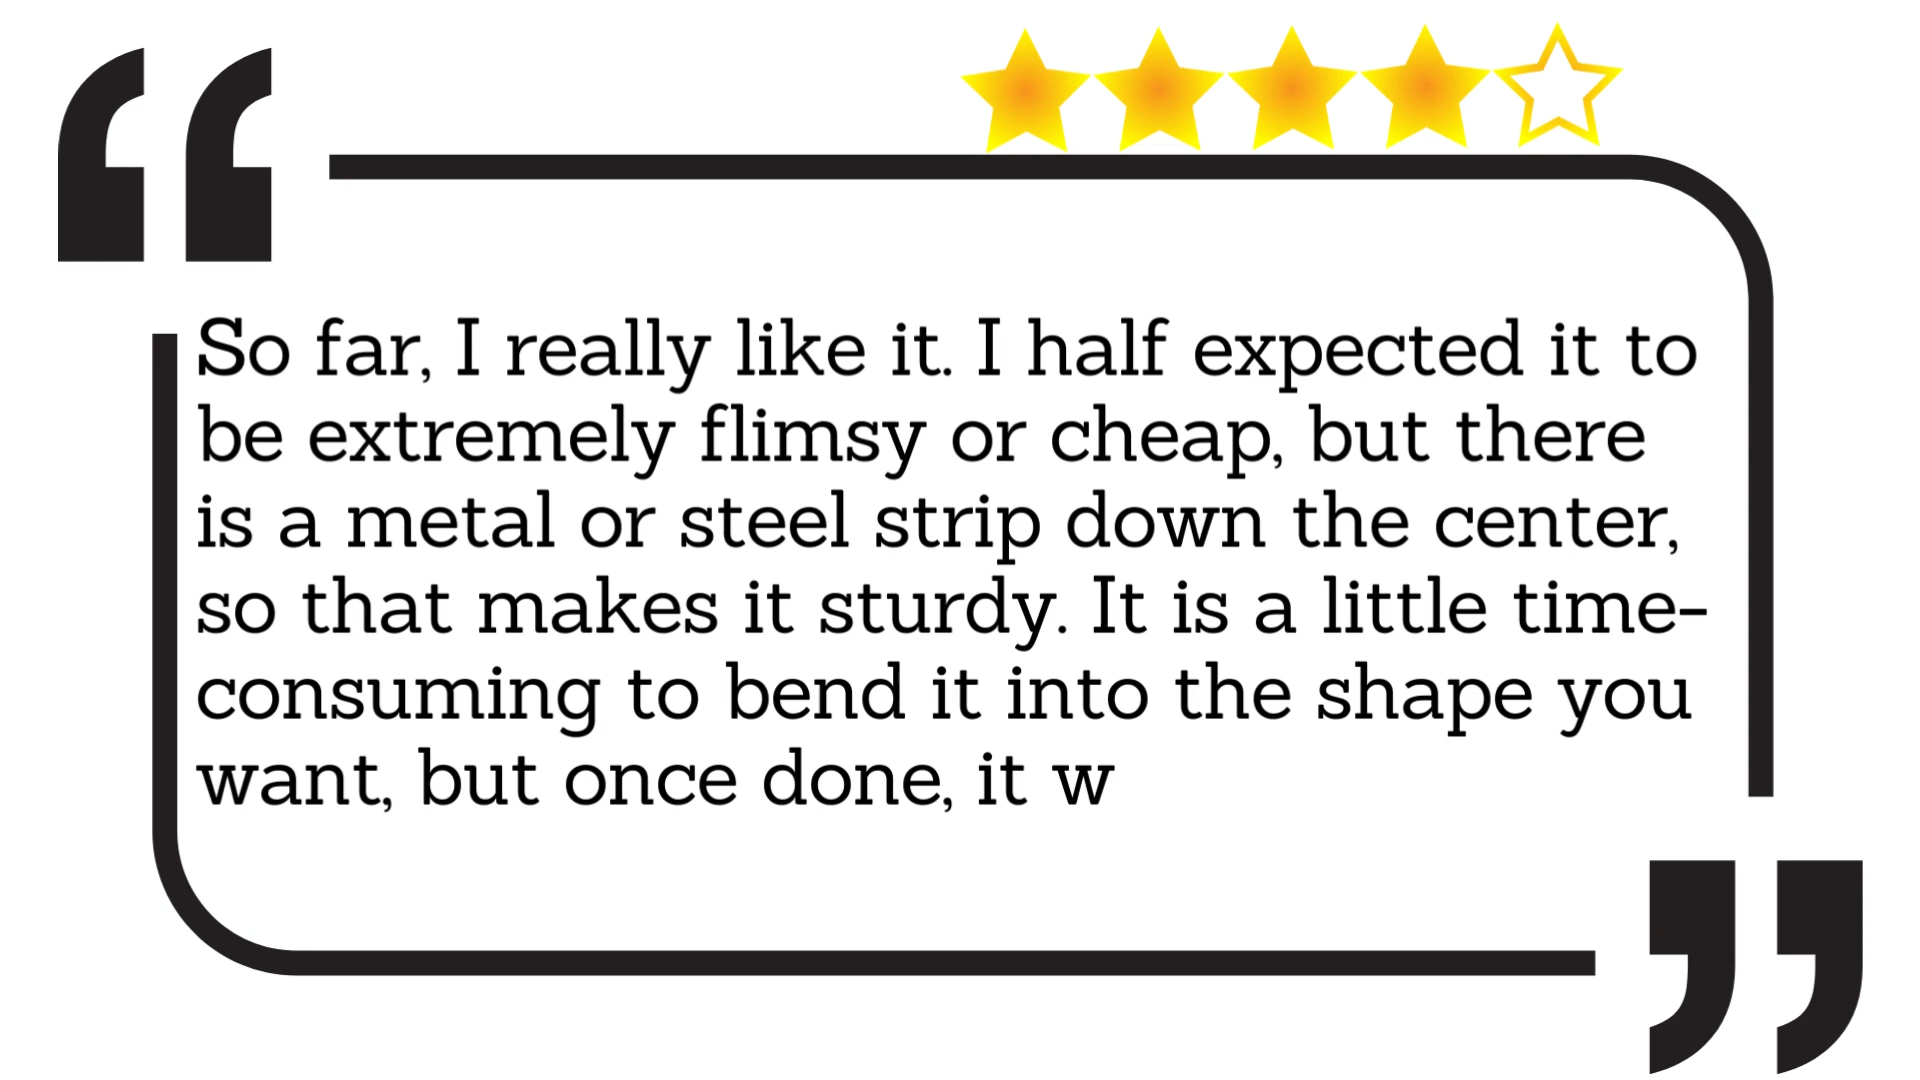 So far, I really like it. I half expected it to
be extremely flimsy or cheap, but there
is a metal or steel strip down the center,
so that makes it sturdy. It is a little time-
consuming to bend it into the shape you
want, but once done, it w